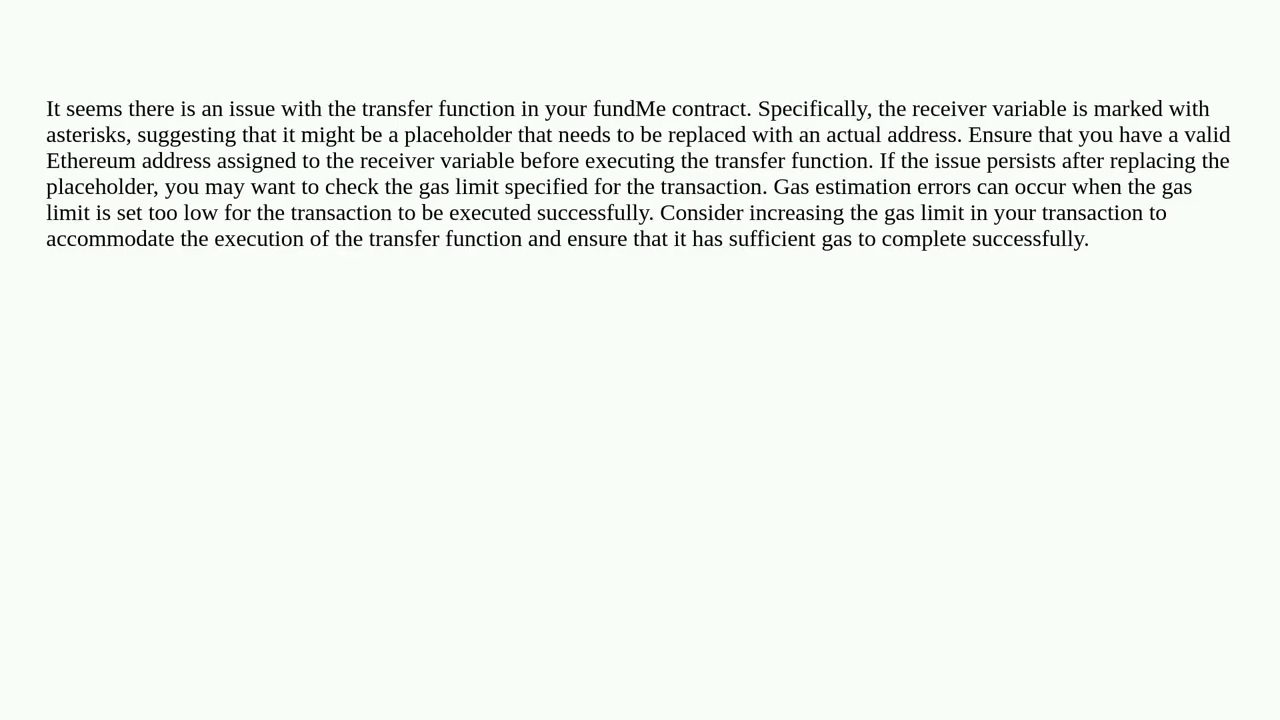 It seems there is an issue with the transfer function in your fundMe contract. Specifically, the receiver variable is marked with
asterisks, suggesting that it might be a placeholder that needs to be replaced with an actual address. Ensure that you have a valid
Ethereum address assigned to the receiver variable before executing the transfer function. If the issue persists after replacing the
placeholder, you may want to check the gas limit specified for the transaction. Gas estimation errors can occur when the gas
limit is set too low for the transaction to be executed successfully. Consider increasing the gas limit in your transaction to
accommodate the execution of the transfer function and ensure that it has sufficient gas to complete successfully.